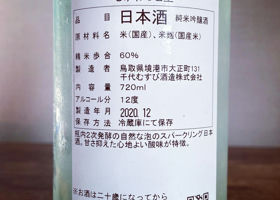 品目 日本酒 純米吟醸酒
原材料名 米（国産）、米麹（国産米）
精米歩合 60%
製造者 鳥取県境港市大正町131
千代むすび酒造株式会社
内容量 720ml
アルコール分 12度
製造年月 2020.12
保存方法 冷蔵庫にて保存
瓶内2次発酵の自然な泡のスパークリング日本
酒。甘さ抑えた心地よい酸味が特徴。
※お酒は二十歳になってから